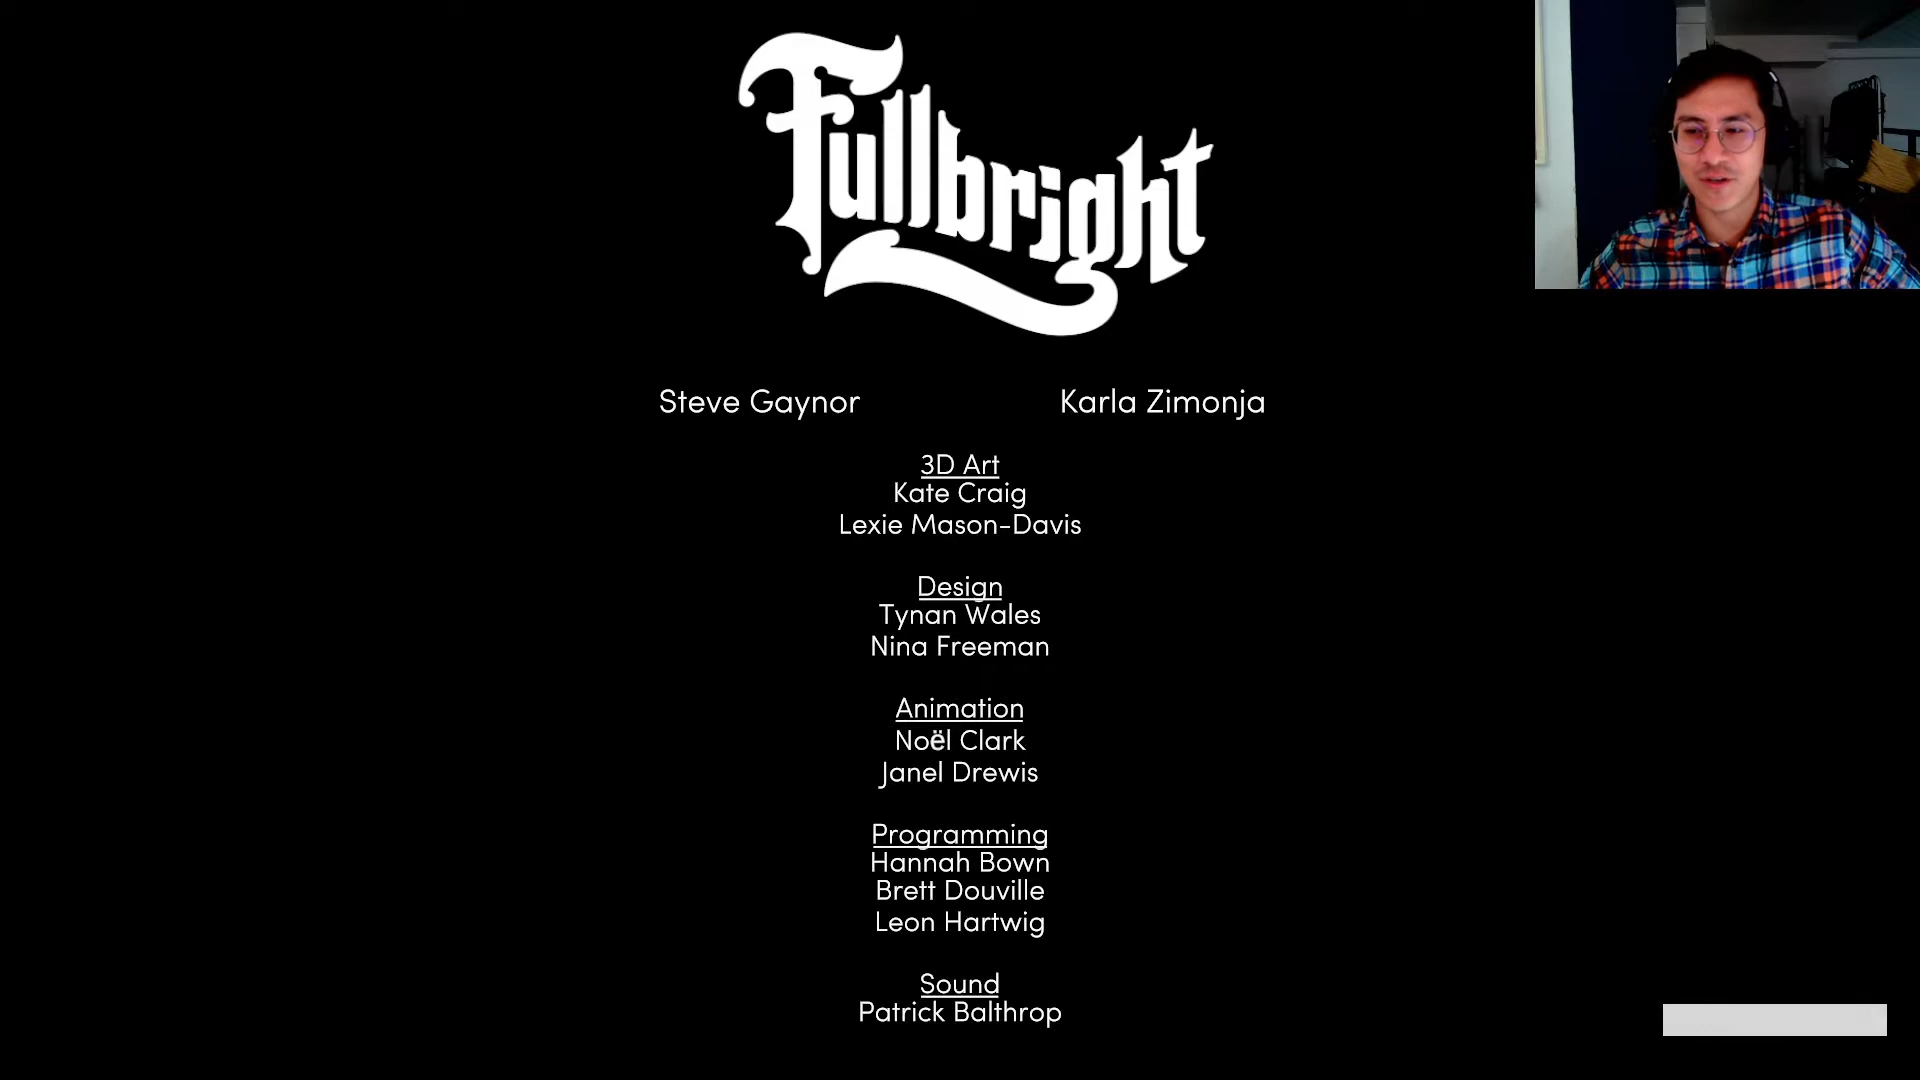 Fullbright
Steve Gaynor Karla Zimonja
3D Art
Kate Craig
Lexie Mason-Davis
Design
Tynan Wales
Nina Freeman
Animation
Noël Clark
Janel Drewis
Programming
Hannah Bown
Brett Douville
Leon Hartwig
Sound
Patrick Balthrop